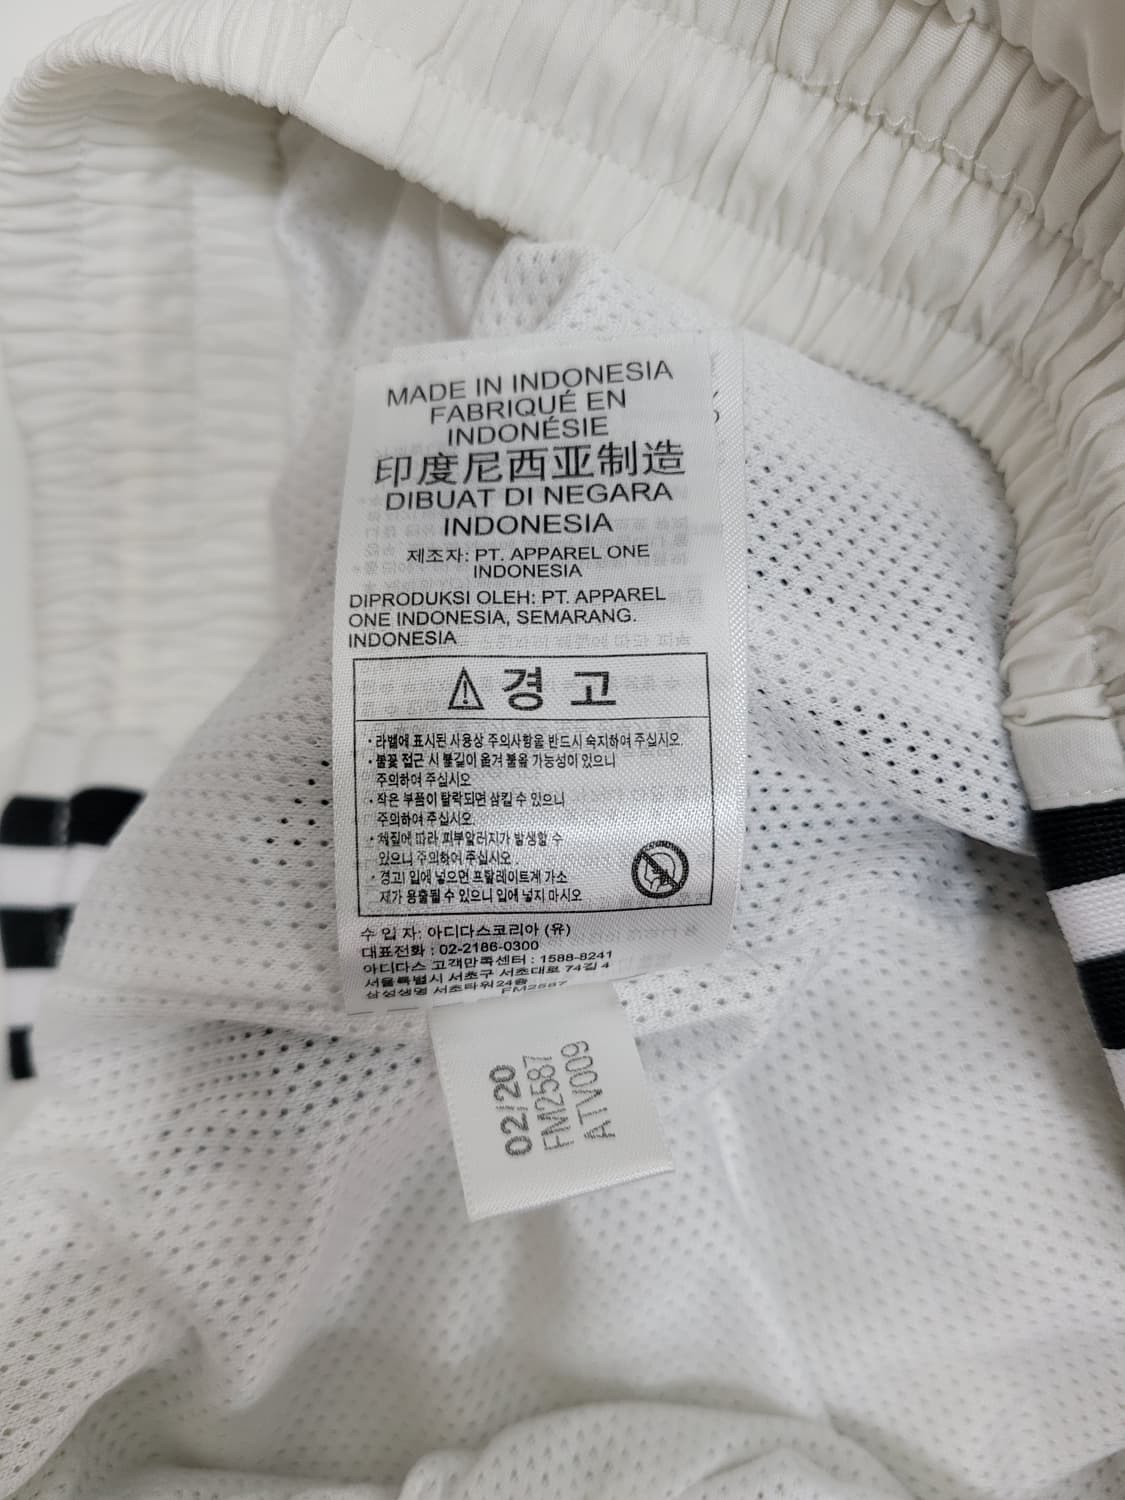 MADE IN INDONESIA
FABRIQUÉ EN
INDONÉSIE
印度尼西亚制造
DIBUAT DI NEGARA
INDONESIA
제조자: PT. APPAREL ONE
INDONESIA
DIPRODUKSI OLEH: PT. APPAREL
ONE INDONESIA, SEMARANG.
INDONESIA
⚠ 경 고
· 라벨에 표시된 사용상 주의사항을 반드시 숙지하여 주십시오.
· 불꽃 접근 시 불길이 옮겨 붙을 가능성이 있으니
주의하여 주십시오
· 작은 부품이 탈락되면 삼킬 수 있으니
주의하여 주십시오.
· 체질에 따라 피부알러지가 발생할 수
있으니 주의하여 주십시오.
· 경고! 입에 넣으면 프탈레이트계 가소
제가 용출될 수 있으니 입에 넣지 마시오
수 입 자: 아디다스코리아 (유)
대표전화 : 02-2186-0300
아디다스 고객만족센터 : 1588-8241
서울특별시 서초구 서초대로 74길 4
삼성생명 서초타워24층
FM2587
02/20
FM2587
ATV009